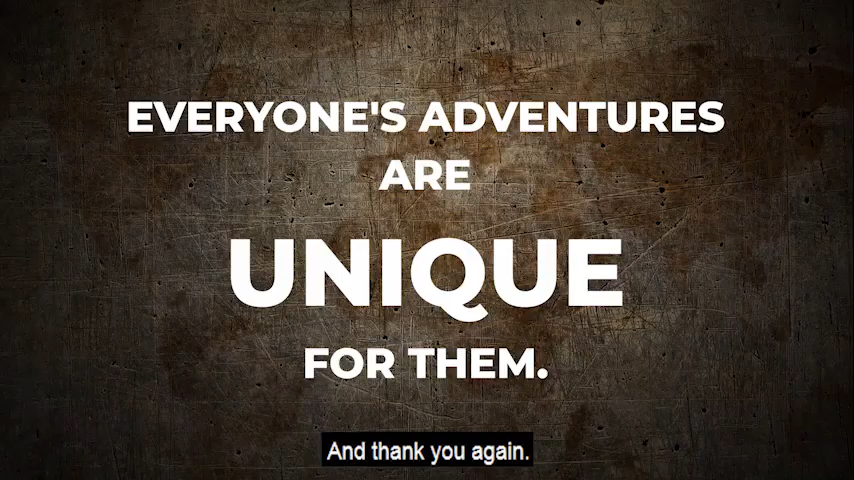 EVERYONE'S ADVENTURES
ARE
UNIQUE
FOR THEM.
And thank you again.